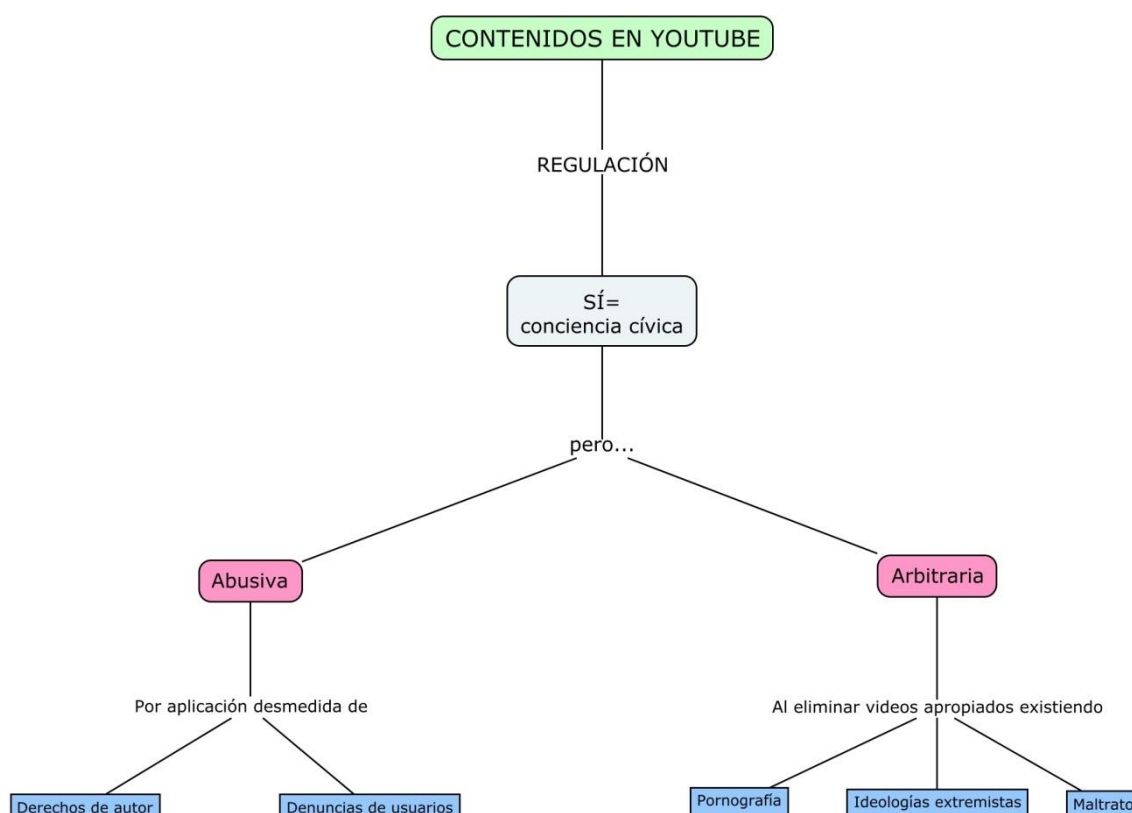 CONTENIDOS EN YOUTUBE
REGULACIÓN
SÍ=
conciencia cívica
pero...
Abusiva
Arbitraria
Por aplicación desmedida de
Al eliminar videos apropiados existiendo
Derechos de autor
Denuncias de usuarios
Pornografía
Ideologías extremistas
Maltrato